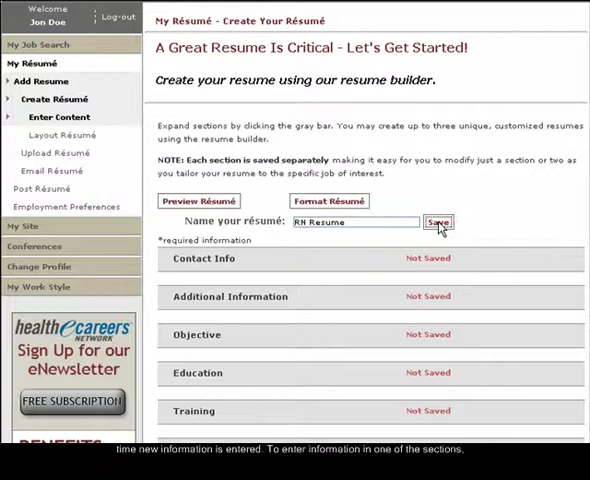 Welcome
Jon Doe
Log-out
My Job Search
My Résumé
Add Resume
Create Résumé
Enter Content
Layout Résumé
Upload Résumé
Email Résumé
Post Résumé
Employment Preferences
My Site
Conferences
Change Profile
My Work Style
healthecareers
NETWORK
Sign Up for our
eNewsletter
FREE SUBSCRIPTION
BENEFITS
My Résumé - Create Your Résumé
A Great Resume Is Critical - Let's Get Started!
Create your resume using our resume builder.
Expand sections by clicking the gray bar. You may create up to three unique, customized resumes
using the resume builder.
NOTE: Each section is saved separately making it easy for you to modify just a section or two as
you tailor your resume to the specific job of interest.
Preview Résumé
Format Résumé
Name your résumé: RN Resume Save
*required information
Contact Info Not Saved
Additional Information Not Saved
Objective Not Saved
Education Not Saved
Training Not Saved
time new information is entered. To enter information in one of the sections,